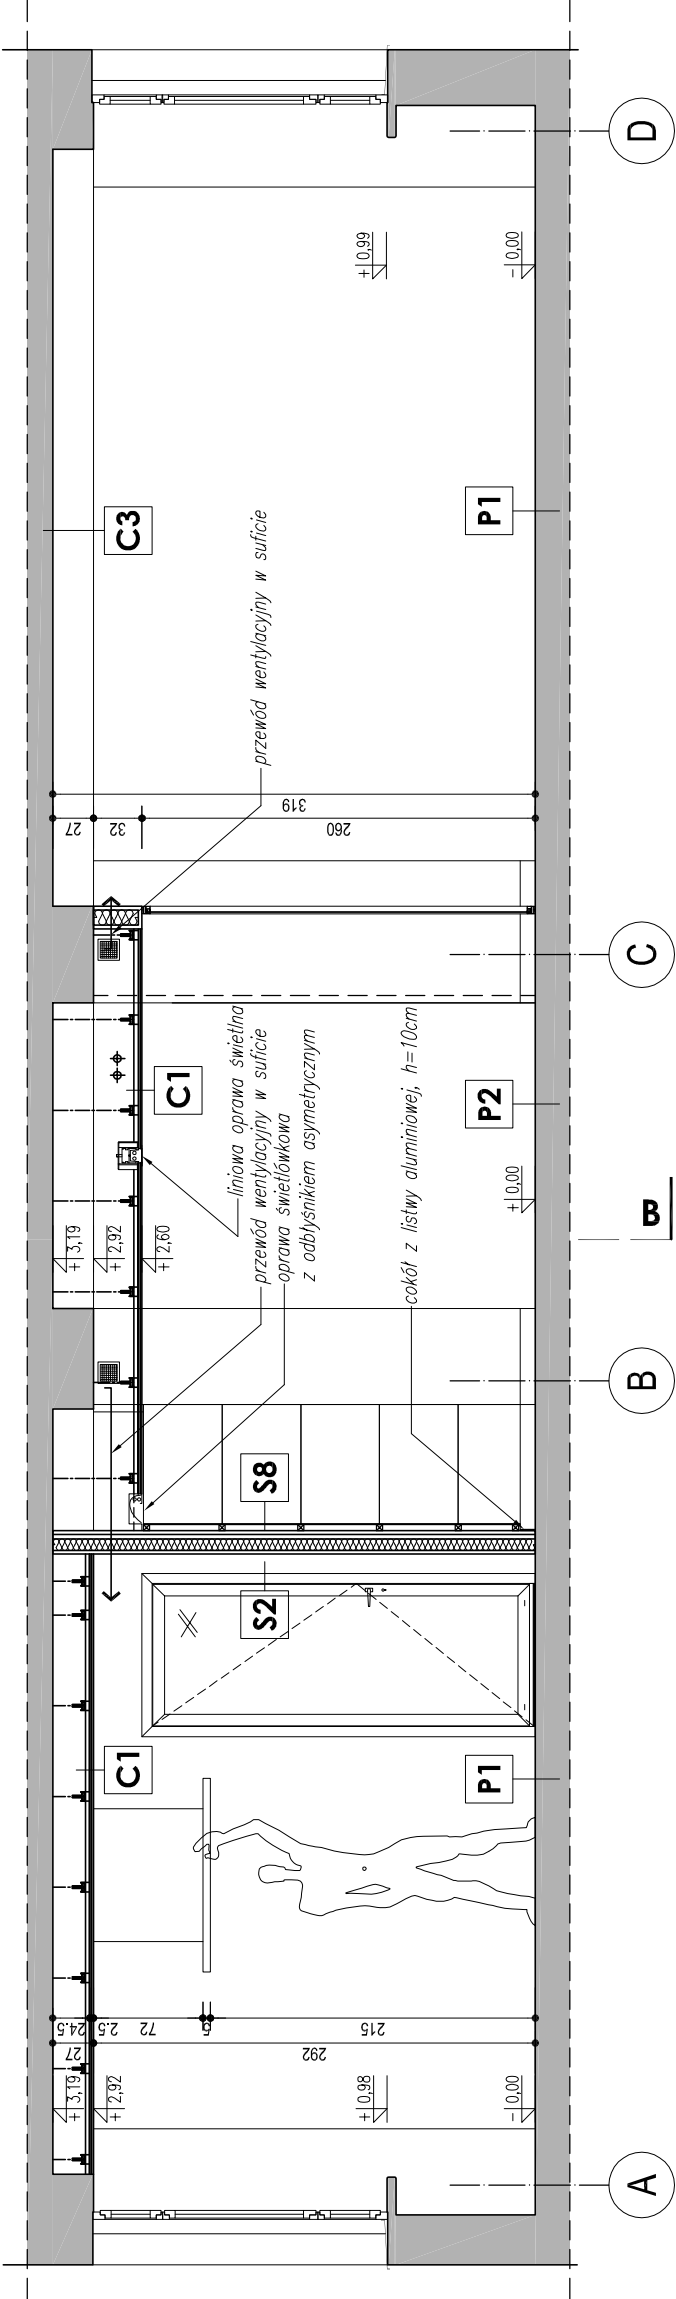 D
+ 0,99
- 0,00
C3
P1
przewód wentylacyjny w suficie
27
32
319
260
C
liniowa oprawa świetlna
przewód wentylacyjny w suficie
oprawa świetlówkowa
z odbłyśnikiem asymetrycznym
cokół z listwy aluminiowej, h=10cm
C1
P2
+ 3,19
+ 2,92
+ 2,60
+ 0,00
B
B
S8
S2
C1
P1
24.5
2.5
72
5
215
27
292
+ 3,19
+ 2,92
+ 0,98
- 0,00
A